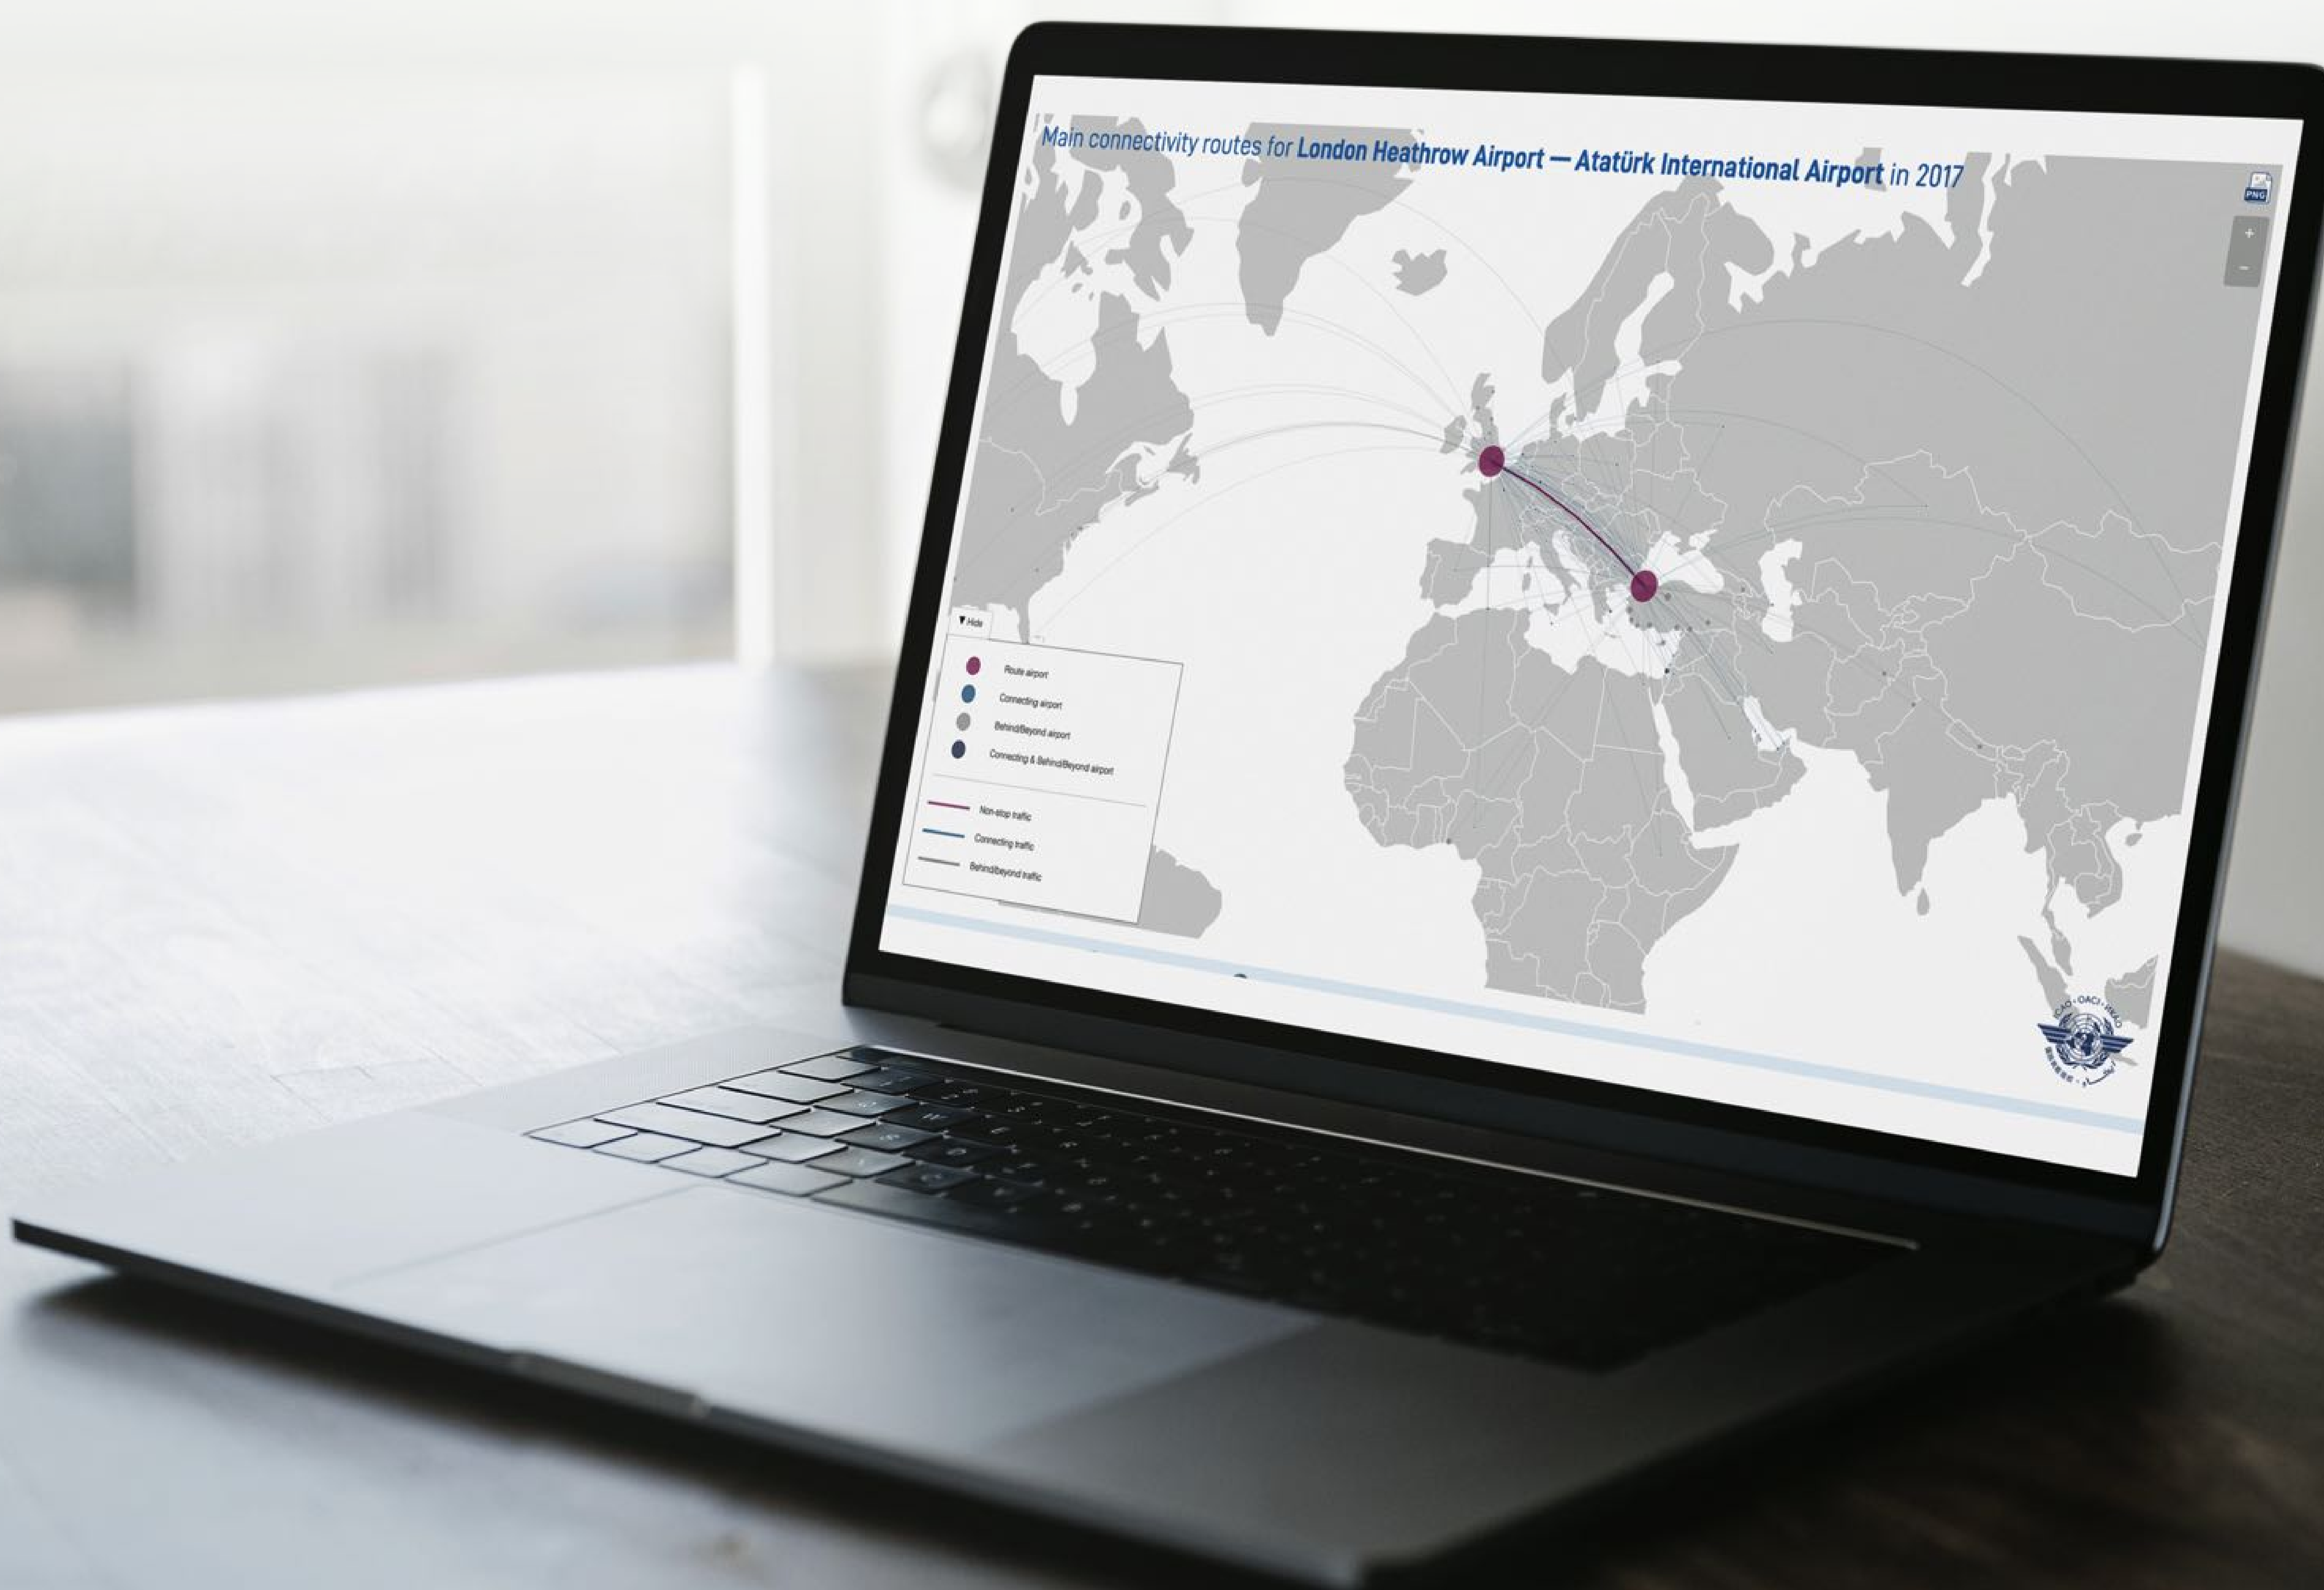 Main connectivity routes for London Heathrow Airport — Atatürk International Airport in 2017
PNG
+
−
▼ Hide
Route airport
Connecting airport
Behind/Beyond airport
Connecting & Behind/Beyond airport
Non-stop traffic
Connecting traffic
Behind/beyond traffic
OACI